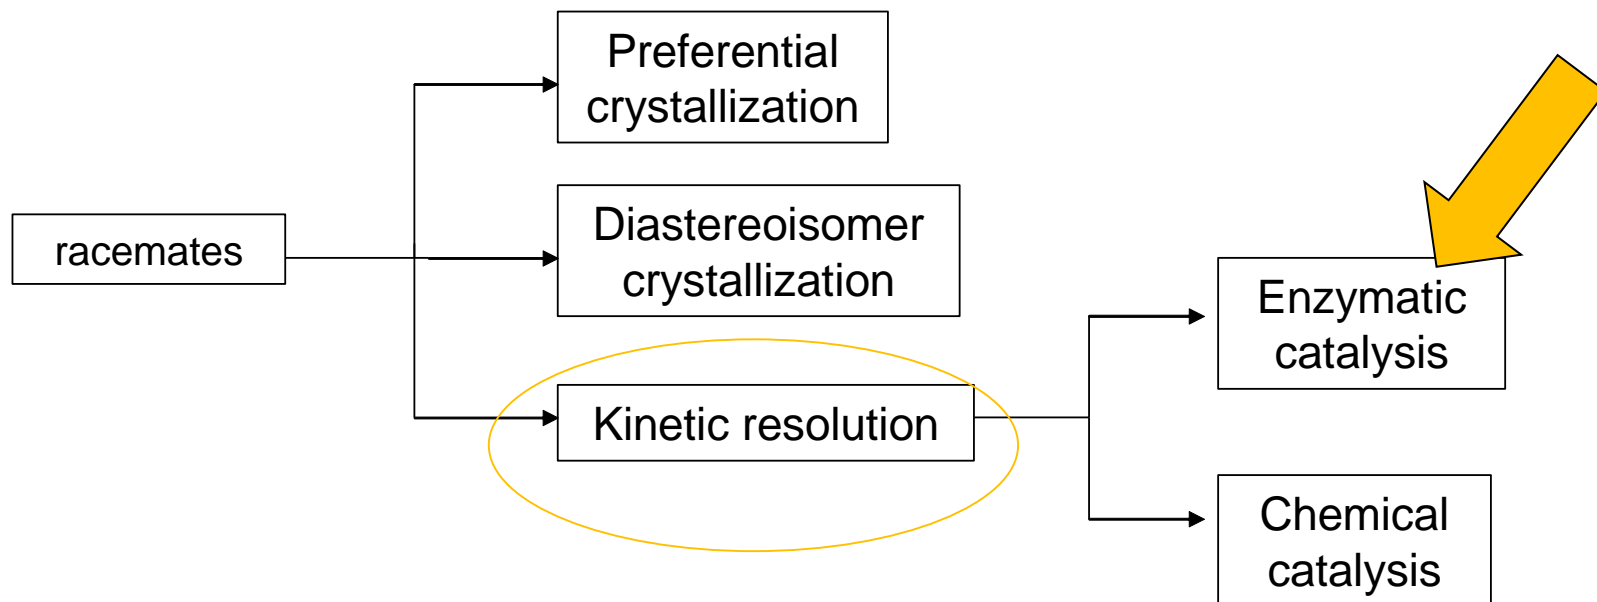 Preferential
crystallization
racemates
Diastereoisomer
crystallization
Kinetic resolution
Enzymatic
catalysis
Chemical
catalysis